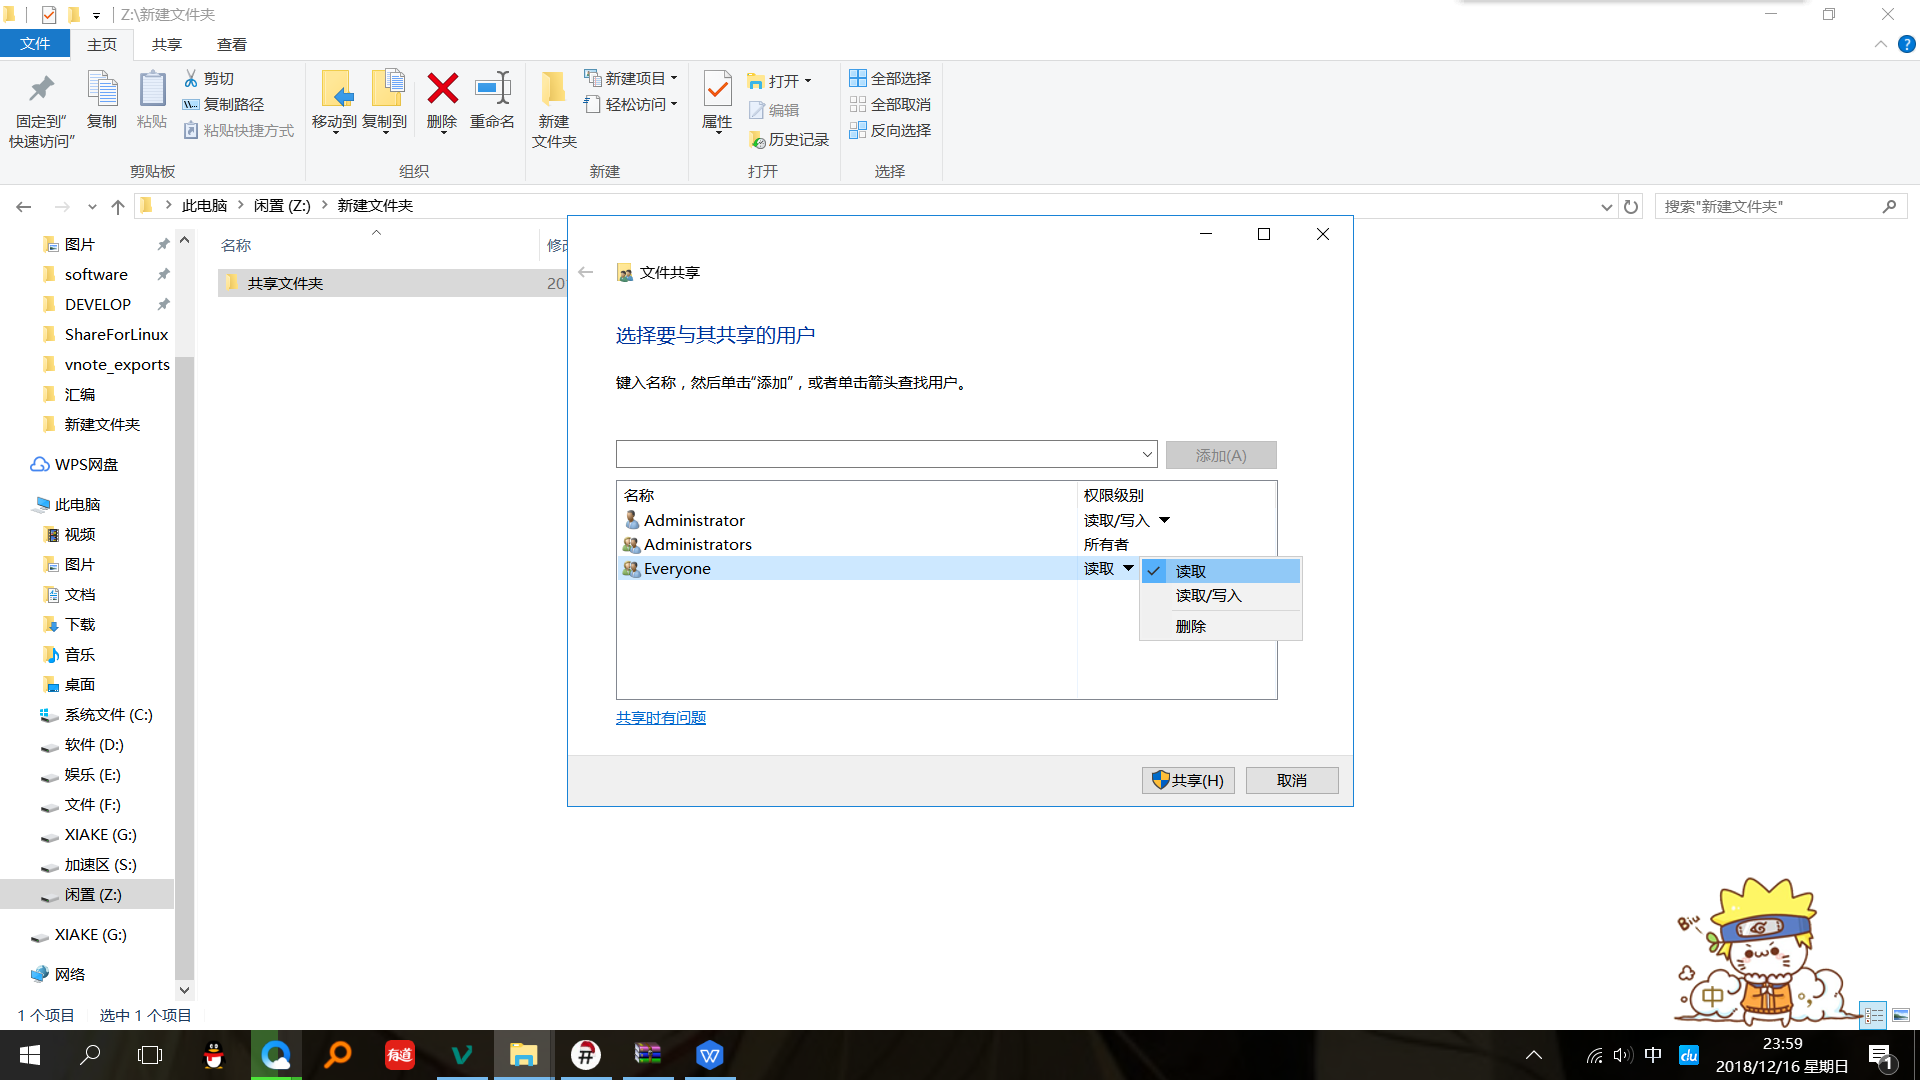 Z:\新建文件夹
文件 主页 共享 查看
固定到"快速访问"
复制
粘贴
剪切
复制路径
粘贴快捷方式
剪贴板
移动到
复制到
删除
重命名
组织
新建文件夹
新建项目
轻松访问
新建
属性
打开
编辑
历史记录
打开
全部选择
全部取消
反向选择
选择
此电脑 闲置 (Z:) 新建文件夹
搜索"新建文件夹"
图片
software
DEVELOP
ShareForLinux
vnote_exports
汇编
新建文件夹
WPS网盘
此电脑
视频
图片
文档
下载
音乐
桌面
系统文件 (C:)
软件 (D:)
娱乐 (E:)
文件 (F:)
XIAKE (G:)
加速区 (S:)
闲置 (Z:)
XIAKE (G:)
网络
名称 修改
共享文件夹 20
文件共享
选择要与其共享的用户
键入名称，然后单击"添加"，或者单击箭头查找用户。
添加(A)
名称 权限级别
Administrator 读取/写入
Administrators 所有者
Everyone 读取
读取
读取/写入
删除
共享时有问题
共享(H) 取消
Biu
中
1 个项目 选中 1 个项目
有道
中
du
23:59
2018/12/16 星期日
1